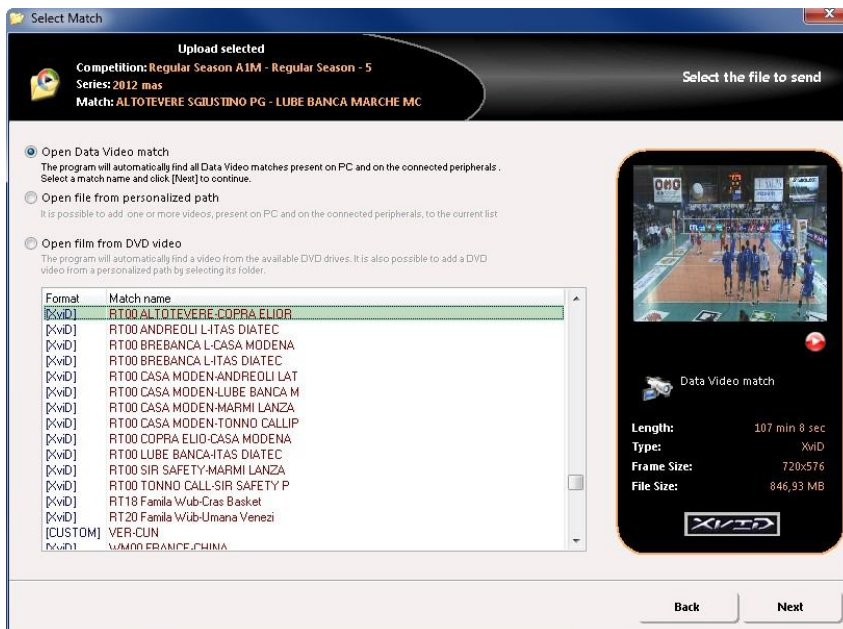 Select Match
Upload selected
Competition: Regular Season A1M - Regular Season - 5
Series: 2012 mas
Match: ALTOTEVERE SGIUSTINO PG - LUBE BANCA MARCHE MC
Select the file to send
Open Data Video match
The program will automatically find all Data Video matches present on PC and on the connected peripherals .
Select a match name and click [Next] to continue.
Open file from personalized path
It is possible to add one or more videos, present on PC and on the connected peripherals, to the current list
Open film from DVD video
The program will automatically find a video from the available DVD drives. It is also possible to add a DVD
video from a personalized path by selecting its folder.
Format Match name
[XviD] RT00 ALTOTEVERE-COPRA ELIOR
[XviD] RT00 ANDREOLI L-ITAS DIATEC
[XviD] RT00 BREBANCA L-CASA MODENA
[XviD] RT00 BREBANCA L-ITAS DIATEC
[XviD] RT00 CASA MODEN-ANDREOLI LAT
[XviD] RT00 CASA MODEN-LUBE BANCA M
[XviD] RT00 CASA MODEN-MARMI LANZA
[XviD] RT00 CASA MODEN-TONNO CALLIP
[XviD] RT00 COPRA ELIO-CASA MODENA
[XviD] RT00 LUBE BANCA-ITAS DIATEC
[XviD] RT00 SIR SAFETY-MARMI LANZA
[XviD] RT00 TONNO CALL-SIR SAFETY P
[XviD] RT18 Famila Wub-Cras Basket
[XviD] RT20 Famila Wüb-Umana Venezi
[CUSTOM] VER-CUN
[XviD] WM00 FRANCE-CHINA
OMG
Data Video match
Length: 107 min 8 sec
Type: XviD
Frame Size: 720x576
File Size: 846,93 MB
XVID
Back Next